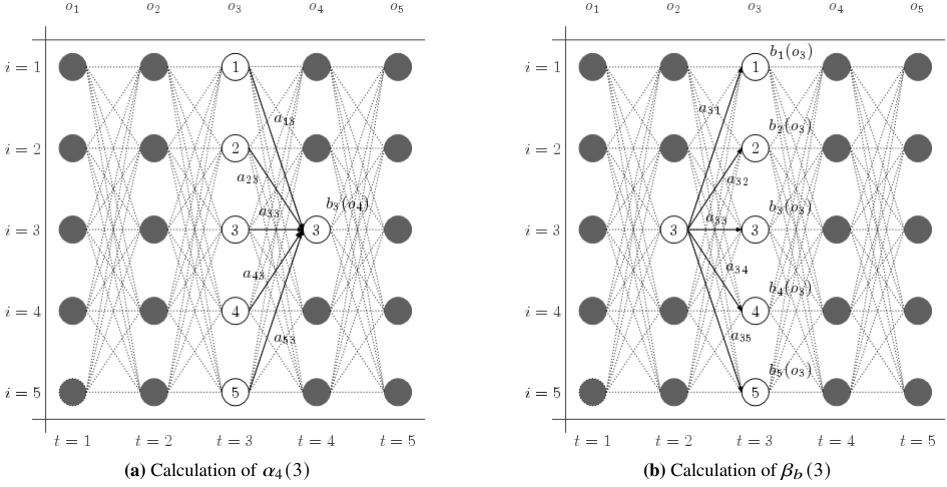 o₁ o₂ o₃ o₄ o₅
i = 1 1
a₁₃
i = 2 2
a₂₃
b₃(o₄)
a₃₃
i = 3 3 3
a₄₃
i = 4 4
a₅₃
i = 5 5
t = 1 t = 2 t = 3 t = 4 t = 5
(a) Calculation of α₄(3)
o₁ o₂ o₃ o₄ o₅
b₁(o₃)
i = 1 1
a₃₁
b₂(o₃)
i = 2 2
a₃₂
b₃(o₃)
a₃₃
i = 3 3 3
a₃₄
b₄(o₃)
i = 4 4
a₃₅
b₅(o₃)
i = 5 5
t = 1 t = 2 t = 3 t = 4 t = 5
(b) Calculation of β_b(3)